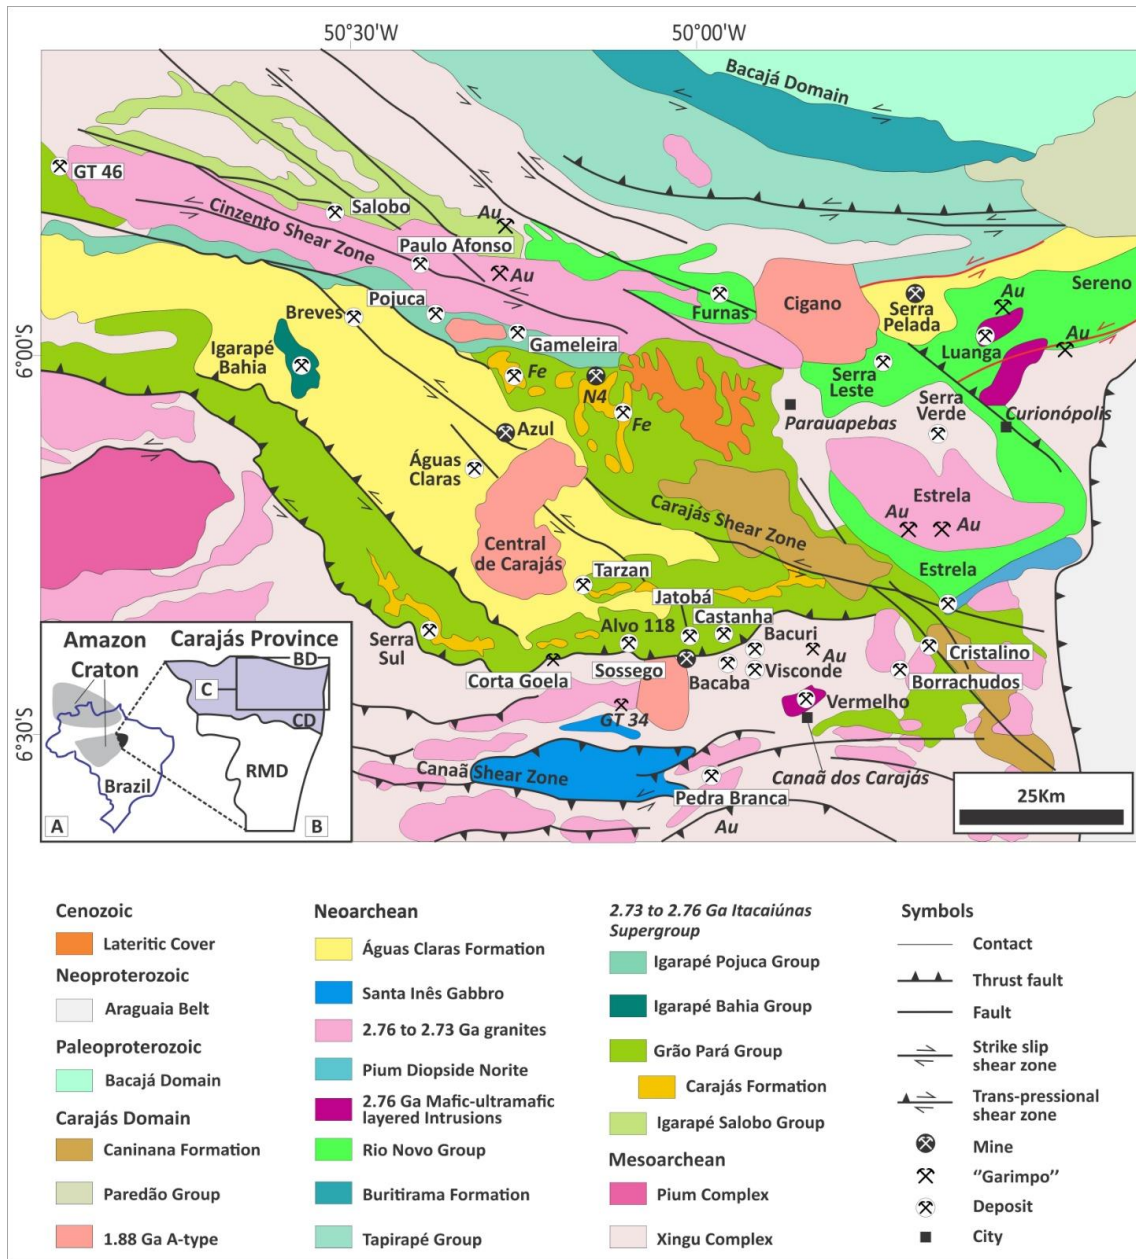 50°30'W
50°00'W
Bacajá Domain
GT 46
Salobo
Au
Cinzento Shear Zone
Paulo Afonso
Au
Sereno
Au
Pojuca
Furnas
Cigano
Serra
Pelada
Breves
6°00'S
Gameleira
Luanga
Au
Igarapé
Bahia
Fe
N4
Fe
Serra
Leste
Serra
Verde
Curionópolis
Parauapebas
Azul
Águas
Claras
Carajás Shear Zone
Estrela
Au
Au
Central
de Carajás
Estrela
Tarzan
Jatobá
Castanha
Alvo 118
Bacuri
Serra
Sul
Au
Cristalino
Corta Goela
Sossego
Bacaba
Visconde
Borrachudos
GT 34
Vermelho
6°30'S
Canaã Shear Zone
Canaã dos Carajás
Pedra Branca
Au
25Km
Amazon
Craton
Carajás Province
BD
C
CD
RMD
Brazil
A
B
Cenozoic
Lateritic Cover
Neoproterozoic
Araguaia Belt
Paleoproterozoic
Bacajá Domain
Carajás Domain
Caninana Formation
Paredão Group
1.88 Ga A-type
Neoarchean
Águas Claras Formation
Santa Inês Gabbro
2.76 to 2.73 Ga granites
Pium Diopside Norite
2.76 Ga Mafic-ultramafic
layered Intrusions
Rio Novo Group
Buritirama Formation
Tapirapé Group
2.73 to 2.76 Ga Itacaiúnas
Supergroup
Igarapé Pojuca Group
Igarapé Bahia Group
Grão Pará Group
Carajás Formation
Igarapé Salobo Group
Mesoarchean
Pium Complex
Xingu Complex
Symbols
Contact
Thrust fault
Fault
Strike slip
shear zone
Trans-pressional
shear zone
Mine
"Garimpo"
Deposit
City